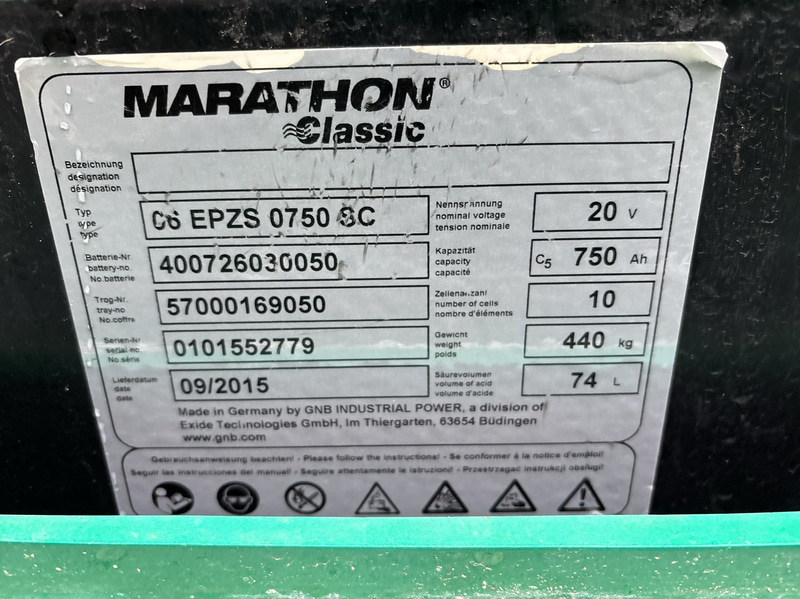 MARATHON®
Classic
Bezeichnung
designation
désignation
Typ
type
type
06 EPZS 0750 SC
Nennspannung
nominal voltage
tension nominale
20 V
Batterie-Nr.
battery-no.
No.batterie
400726030050
Kapazität
capacity
capacité
C5 750 Ah
Trog-Nr.
tray-no
No.coffre
57000169050
Zellenanzahl
number of cells
nombre d'éléments
10
Serien-Nr
serial-no.
No.série
0101552779
Gewicht
weight
poids
440 kg
Lieferdatum
date
date
09/2015
Säurevolumen
volume of acid
volume d'acide
74 L
Made in Germany by GNB INDUSTRIAL POWER, a division of
Exide Technologies GmbH, Im Thiergarten, 63654 Büdingen
www.gnb.com
Gebrauchsanweisung beachten! - Please follow the instructions! - Se conformer à la notice d'emploi!
Seguir las instrucciones del manual! - Seguire attentamente le istruzioni! - Przestrzegac instrukcji obslugi!